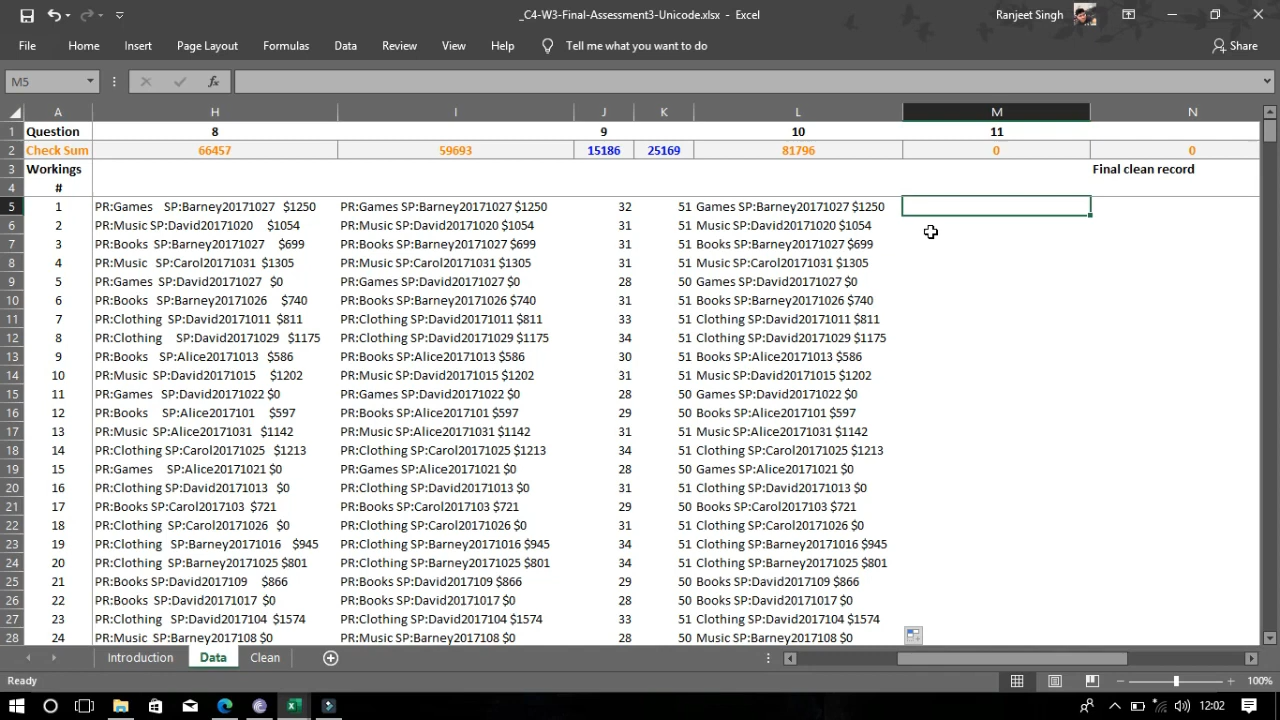 _C4-W3-Final-Assessment3-Unicode.xlsx - Excel
Ranjeet Singh
File Home Insert Page Layout Formulas Data Review View Help Tell me what you want to do Share
M5 fx
A H I J K L M N
1 Question 8 9 10 11
2 Check Sum 66457 59693 15186 25169 81796 0 0
3 Workings Final clean record
4 #
5 1 PR:Games SP:Barney20171027 $1250 PR:Games SP:Barney20171027 $1250 32 51 Games SP:Barney20171027 $1250
6 2 PR:Music SP:David20171020 $1054 PR:Music SP:David20171020 $1054 31 51 Music SP:David20171020 $1054
7 3 PR:Books SP:Barney20171027 $699 PR:Books SP:Barney20171027 $699 31 51 Books SP:Barney20171027 $699
8 4 PR:Music SP:Carol20171031 $1305 PR:Music SP:Carol20171031 $1305 31 51 Music SP:Carol20171031 $1305
9 5 PR:Games SP:David20171027 $0 PR:Games SP:David20171027 $0 28 50 Games SP:David20171027 $0
10 6 PR:Books SP:Barney20171026 $740 PR:Books SP:Barney20171026 $740 31 51 Books SP:Barney20171026 $740
11 7 PR:Clothing SP:David20171011 $811 PR:Clothing SP:David20171011 $811 33 51 Clothing SP:David20171011 $811
12 8 PR:Clothing SP:David20171029 $1175 PR:Clothing SP:David20171029 $1175 34 51 Clothing SP:David20171029 $1175
13 9 PR:Books SP:Alice20171013 $586 PR:Books SP:Alice20171013 $586 30 51 Books SP:Alice20171013 $586
14 10 PR:Music SP:David20171015 $1202 PR:Music SP:David20171015 $1202 31 51 Music SP:David20171015 $1202
15 11 PR:Games SP:David20171022 $0 PR:Games SP:David20171022 $0 28 50 Games SP:David20171022 $0
16 12 PR:Books SP:Alice2017101 $597 PR:Books SP:Alice2017101 $597 29 51 Books SP:Alice2017101 $597
17 13 PR:Music SP:Alice20171031 $1142 PR:Music SP:Alice20171031 $1142 31 51 Music SP:Alice20171031 $1142
18 14 PR:Clothing SP:Carol20171025 $1213 PR:Clothing SP:Carol20171025 $1213 34 51 Clothing SP:Carol20171025 $1213
19 15 PR:Games SP:Alice20171021 $0 PR:Games SP:Alice20171021 $0 28 50 Games SP:Alice20171021 $0
20 16 PR:Clothing SP:David20171013 $0 PR:Clothing SP:David20171013 $0 31 51 Clothing SP:David20171013 $0
21 17 PR:Books SP:Carol2017103 $721 PR:Books SP:Carol2017103 $721 29 50 Books SP:Carol2017103 $721
22 18 PR:Clothing SP:Carol20171026 $0 PR:Clothing SP:Carol20171026 $0 31 51 Clothing SP:Carol20171026 $0
23 19 PR:Clothing SP:Barney20171016 $945 PR:Clothing SP:Barney20171016 $945 34 51 Clothing SP:Barney20171016 $945
24 20 PR:Clothing SP:Barney20171025 $801 PR:Clothing SP:Barney20171025 $801 34 51 Clothing SP:Barney20171025 $801
25 21 PR:Books SP:David2017109 $866 PR:Books SP:David2017109 $866 29 50 Books SP:David2017109 $866
26 22 PR:Books SP:David2017017 $0 PR:Books SP:David2017017 $0 28 50 Books SP:David2017017 $0
27 23 PR:Clothing SP:David2017104 $1574 PR:Clothing SP:David2017104 $1574 33 51 Clothing SP:David2017104 $1574
28 24 PR:Music SP:Barney2017108 $0 PR:Music SP:Barney2017108 $0 28 50 Music SP:Barney2017108 $0
Introduction Data Clean
Ready 100%
12:02